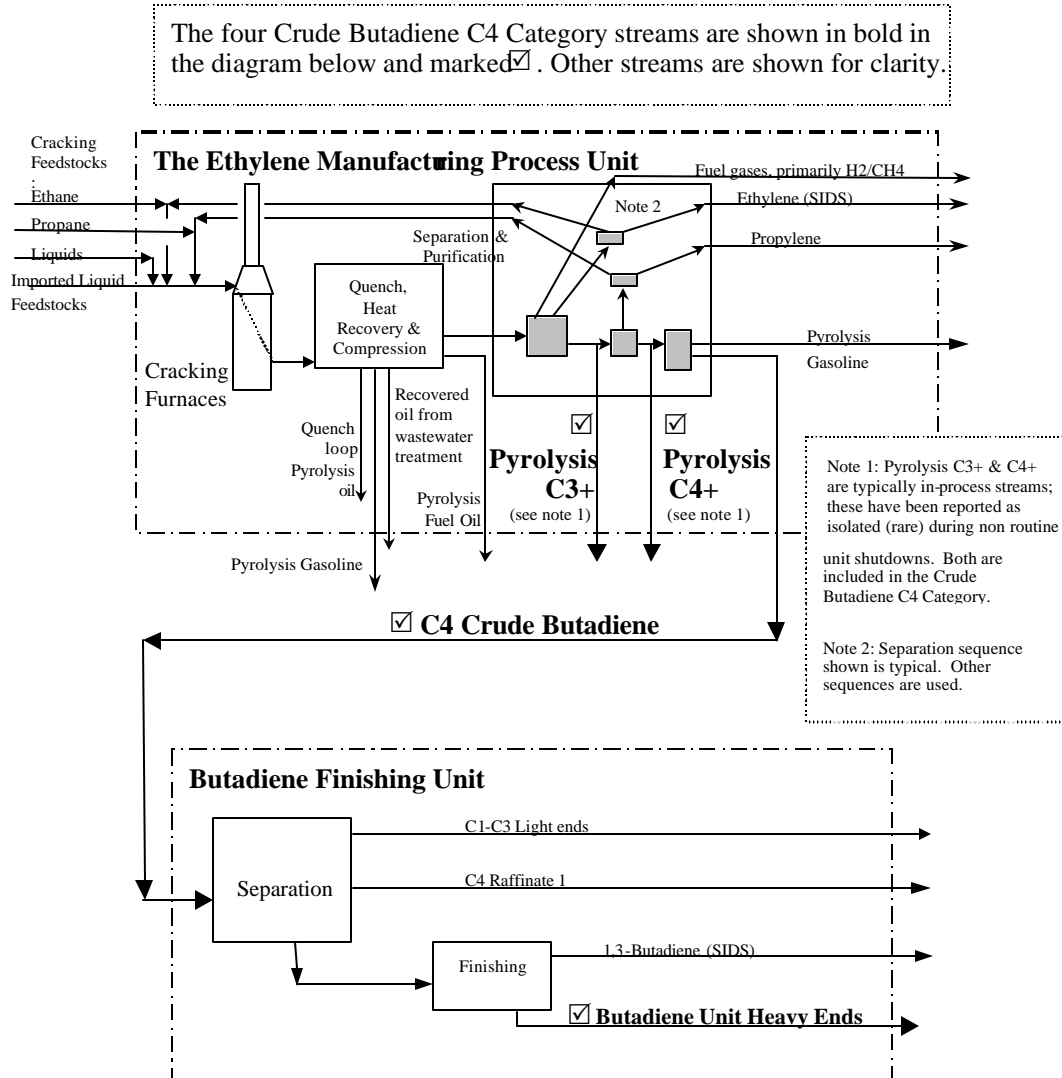 The four Crude Butadiene C4 Category streams are shown in bold in
the diagram below and marked☑ . Other streams are shown for clarity.
Cracking
Feedstocks
:
Ethane
Propane
Liquids
Imported Liquid
Feedstocks
The Ethylene Manufacturing Process Unit
Fuel gases, primarily H2/CH4
Note 2
Ethylene (SIDS)
Separation &
Purification
Propylene
Quench,
Heat
Recovery &
Compression
Pyrolysis
Gasoline
Cracking
Furnaces
Recovered
oil from
wastewater
treatment
Quench
loop
Pyrolysis
oil
Pyrolysis
Fuel Oil
Pyrolysis Gasoline
☑
Pyrolysis
C3+
(see note 1)
☑
Pyrolysis
C4+
(see note 1)
Note 1: Pyrolysis C3+ & C4+
are typically in-process streams;
these have been reported as
isolated (rare) during non routine
unit shutdowns. Both are
included in the Crude
Butadiene C4 Category.
Note 2: Separation sequence
shown is typical. Other
sequences are used.
☑ C4 Crude Butadiene
Butadiene Finishing Unit
C1-C3 Light ends
Separation
C4 Raffinate 1
1,3-Butadiene (SIDS)
Finishing
☑ Butadiene Unit Heavy Ends